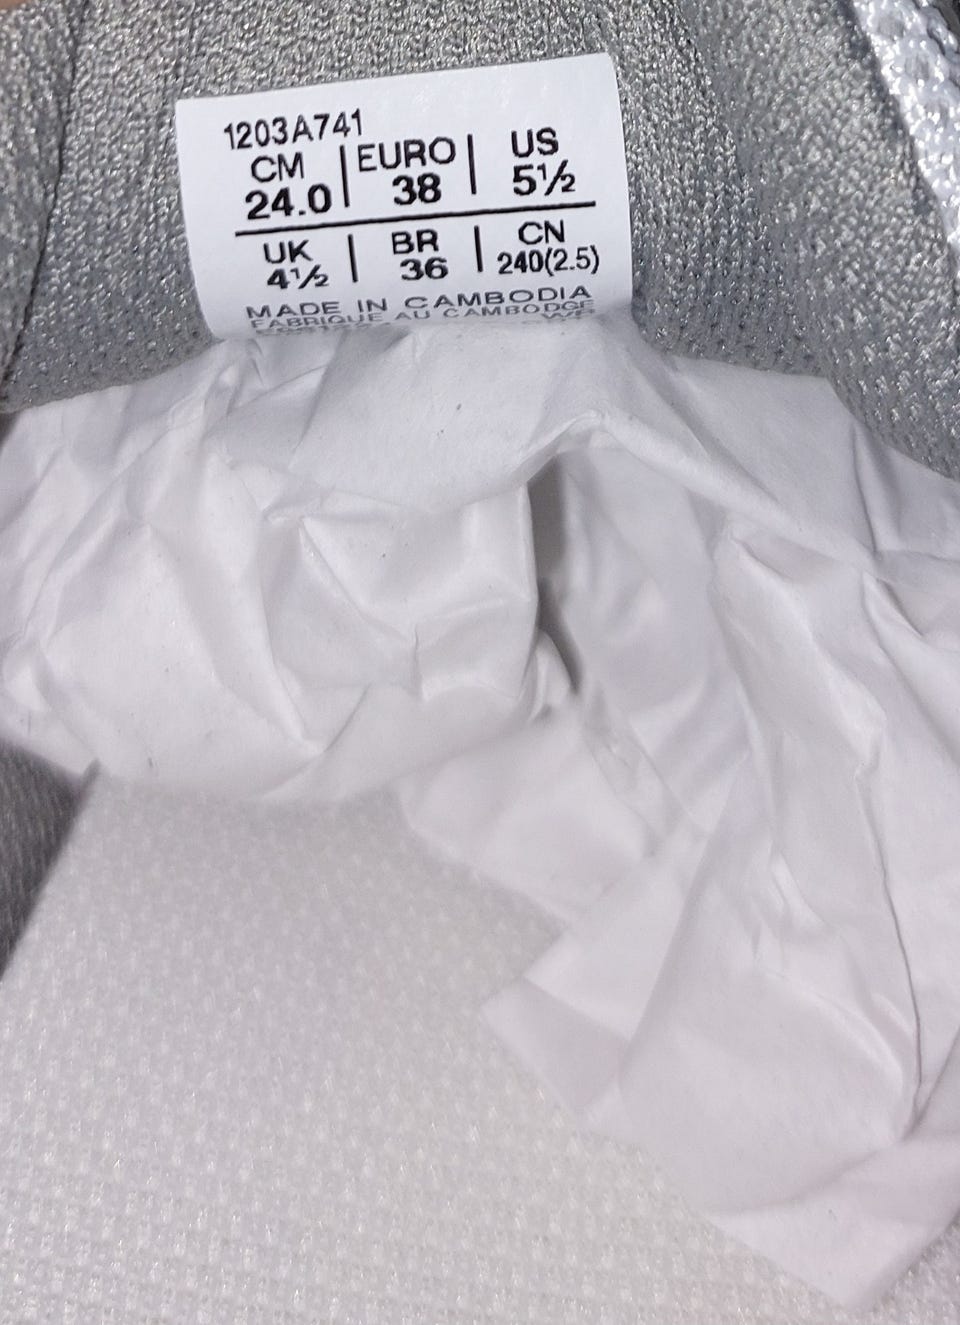 1203A741
CM | EURO | US
24.0 | 38 | 5½
UK | BR | CN
4½ | 36 | 240(2.5)
MADE IN CAMBODIA
FABRIQUE AU CAMBODGE